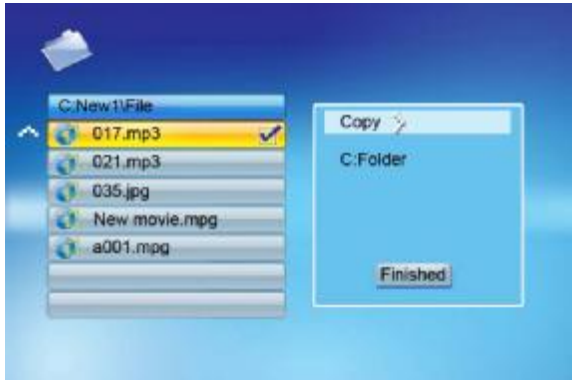 C:New1\File
017.mp3
021.mp3
035.jpg
New movie.mpg
a001.mpg
Copy
C:Folder
Finished